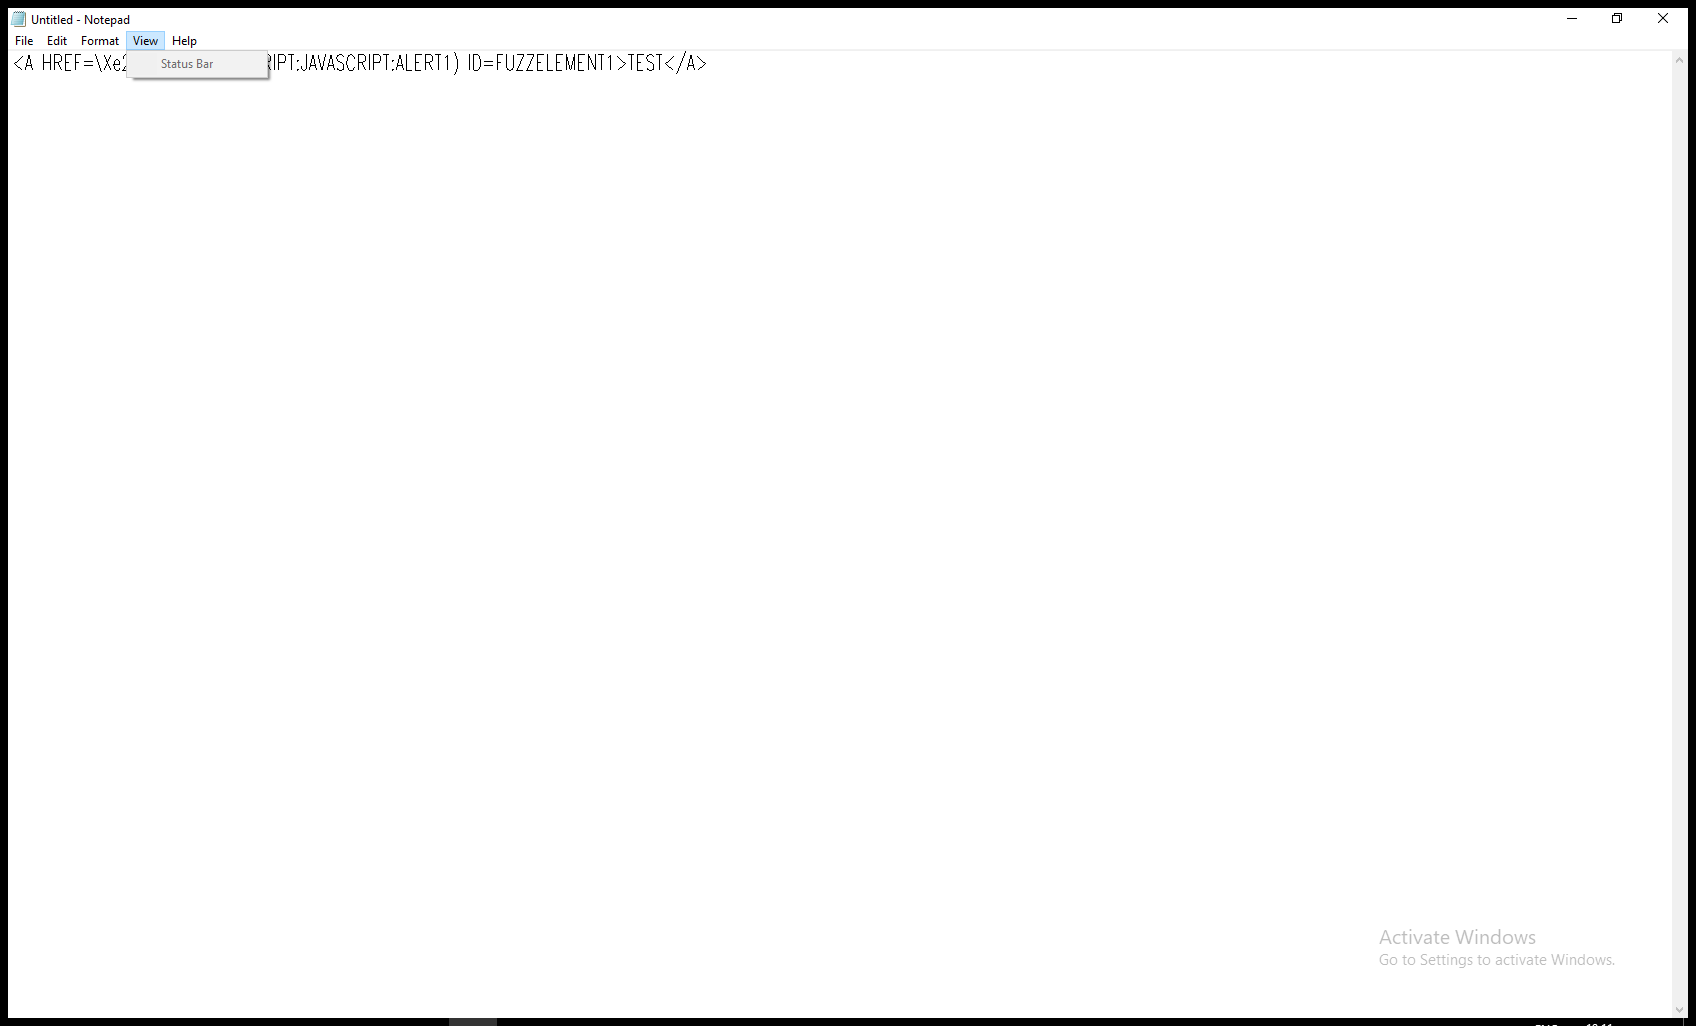 Untitled - Notepad
File Edit Format View Help
Status Bar
<A HREF=\Xe2 RIPT:JAVASCRIPT:ALERT1) ID=FUZZELEMENT1>TEST</A>
Activate Windows
Go to Settings to activate Windows.